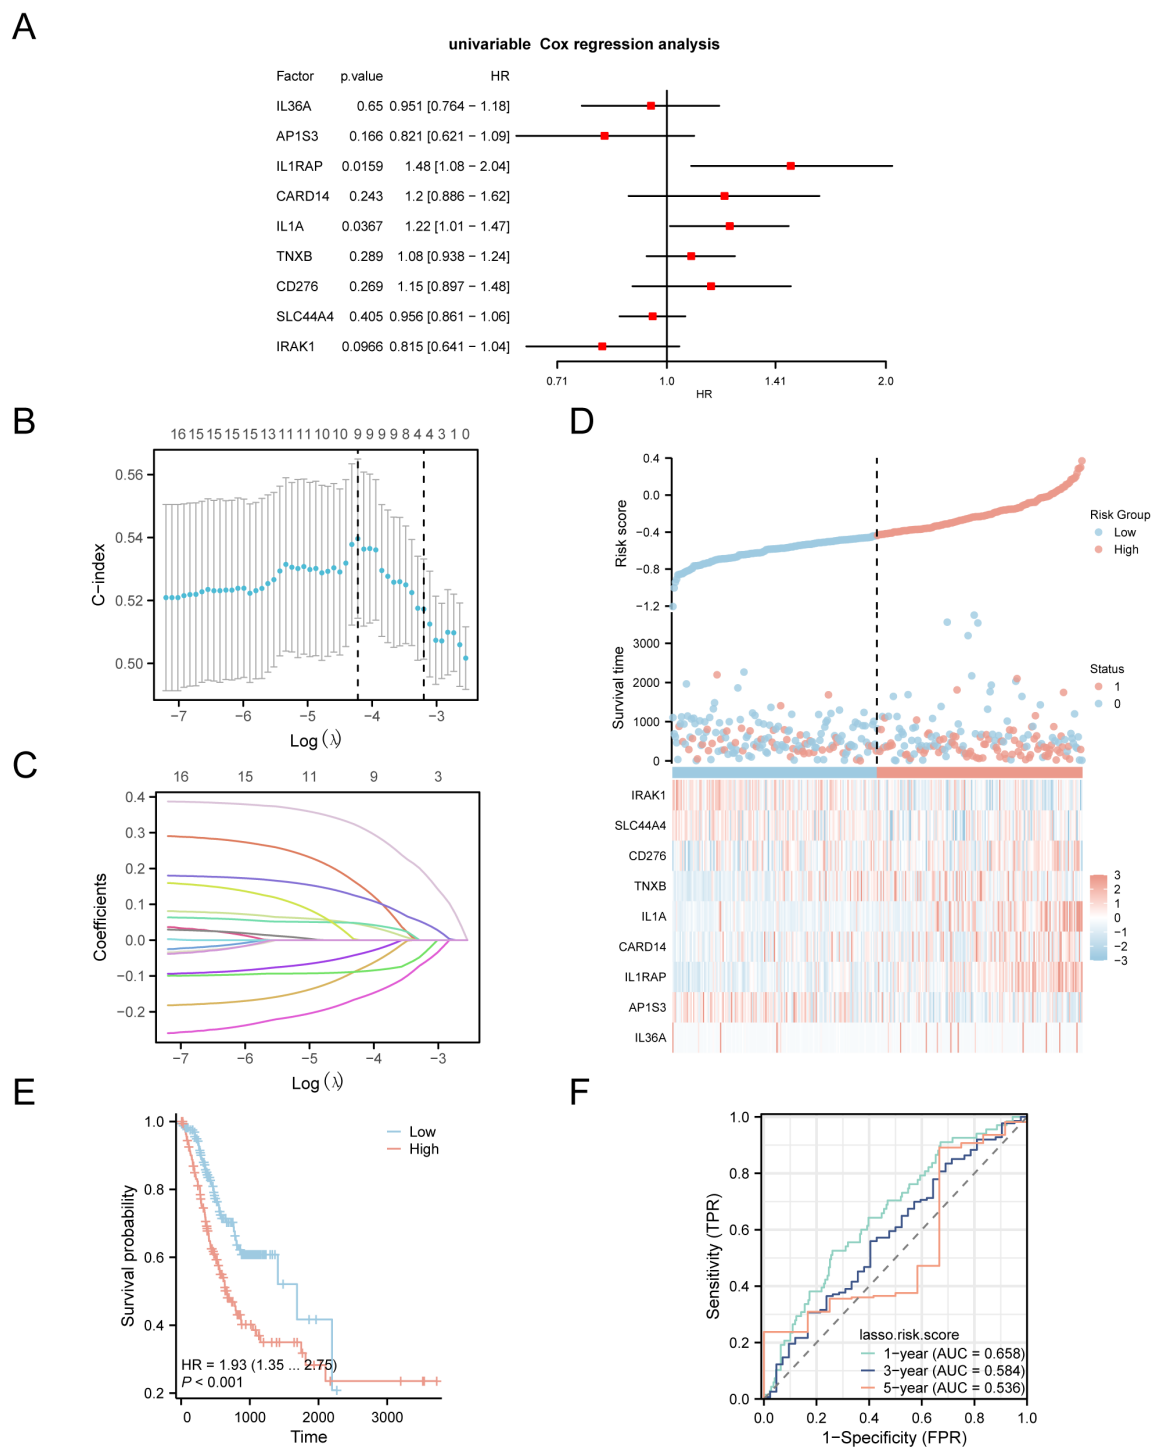 A
univariable Cox regression analysis
Factor p.value HR
IL36A 0.65 0.951 [0.764 − 1.18]
AP1S3 0.166 0.821 [0.621 − 1.09]
IL1RAP 0.0159 1.48 [1.08 − 2.04]
CARD14 0.243 1.2 [0.886 − 1.62]
IL1A 0.0367 1.22 [1.01 − 1.47]
TNXB 0.289 1.08 [0.938 − 1.24]
CD276 0.269 1.15 [0.897 − 1.48]
SLC44A4 0.405 0.956 [0.861 − 1.06]
IRAK1 0.0966 0.815 [0.641 − 1.04]
0.71 1.0 1.41 2.0
HR
B
16 15 15 15 15 13 11 11 10 10 9 9 9 9 8 4 4 3 1 0
0.56
0.54
0.52
0.50
C-index
−7 −6 −5 −4 −3
Log (λ)
C
16 15 11 9 3
0.4
0.3
0.2
0.1
0.0
−0.1
−0.2
Coefficients
−7 −6 −5 −4 −3
Log (λ)
D
0.4
0.0
−0.4
−0.8
−1.2
Risk score
Risk Group
Low
High
3000
2000
1000
0
Survival time
Status
1
0
IRAK1
SLC44A4
CD276
TNXB
IL1A
CARD14
IL1RAP
AP1S3
IL36A
3
2
1
0
−1
−2
−3
E
1.0
0.8
0.6
0.4
0.2
Survival probability
Low
High
HR = 1.93 (1.35 ... 2.75)
P < 0.001
0 1000 2000 3000
Time
F
1.0
0.8
0.6
0.4
0.2
0.0
Sensitivity (TPR)
lasso.risk.score
1−year (AUC = 0.658)
3−year (AUC = 0.584)
5−year (AUC = 0.536)
0.0 0.2 0.4 0.6 0.8 1.0
1−Specificity (FPR)